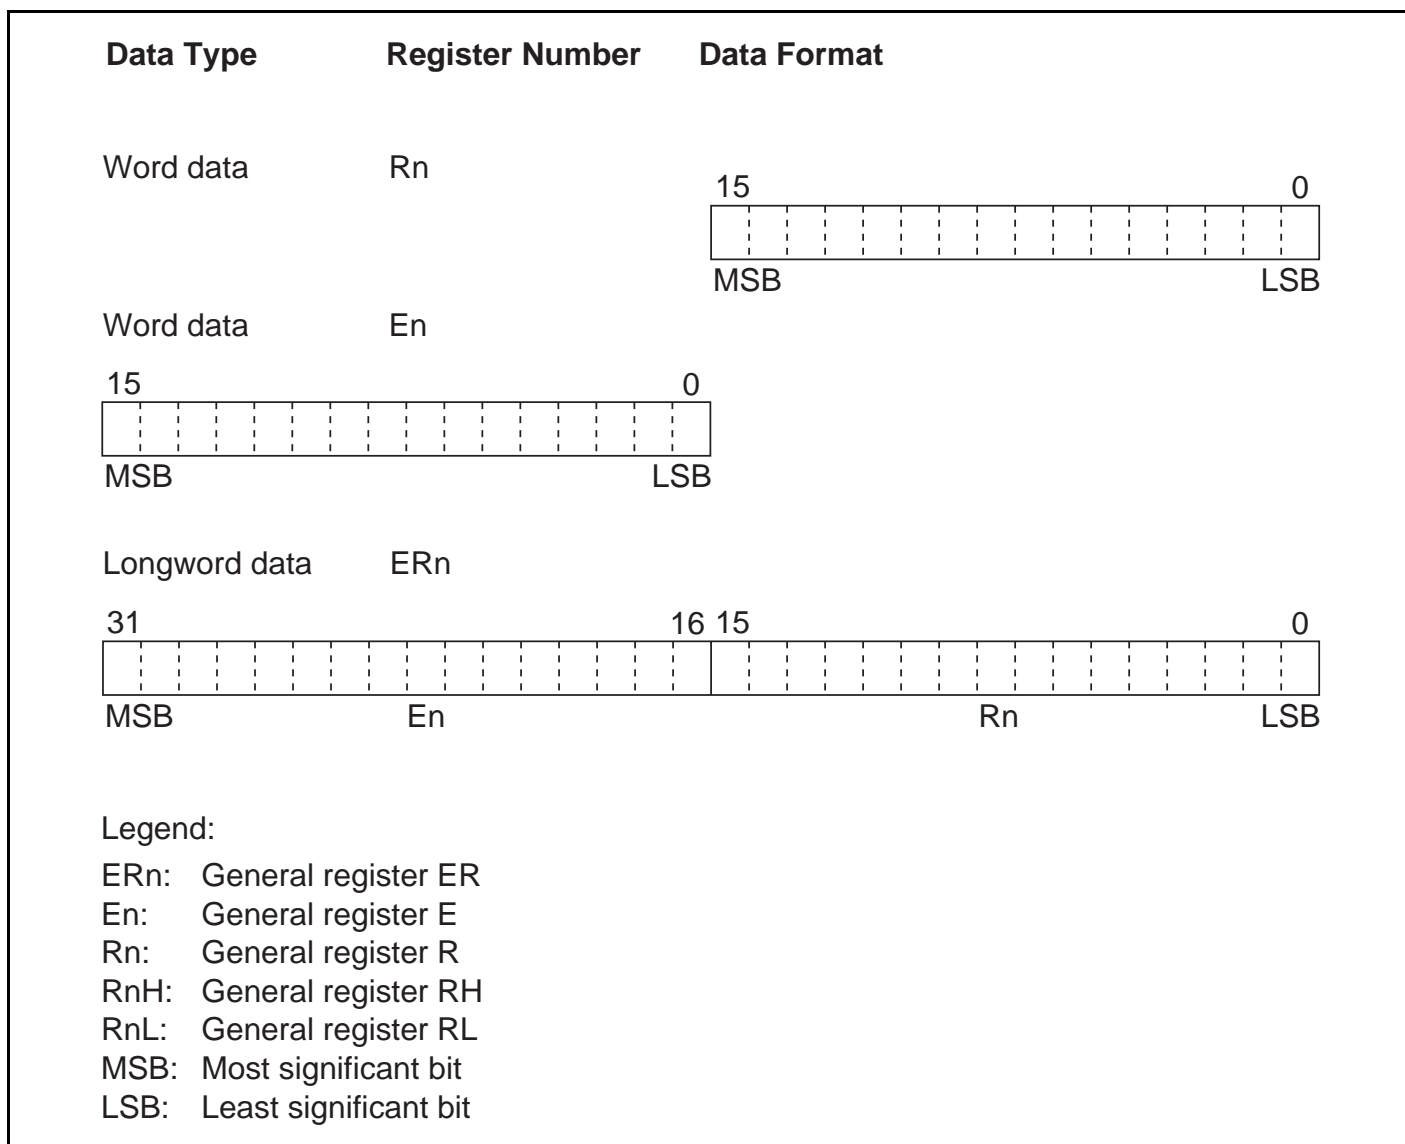 Data Type Register Number Data Format
Word data Rn
15 0
MSB LSB
Word data En
15 0
MSB LSB
Longword data ERn
31 16 15 0
MSB En Rn LSB
Legend:
ERn: General register ER
En: General register E
Rn: General register R
RnH: General register RH
RnL: General register RL
MSB: Most significant bit
LSB: Least significant bit